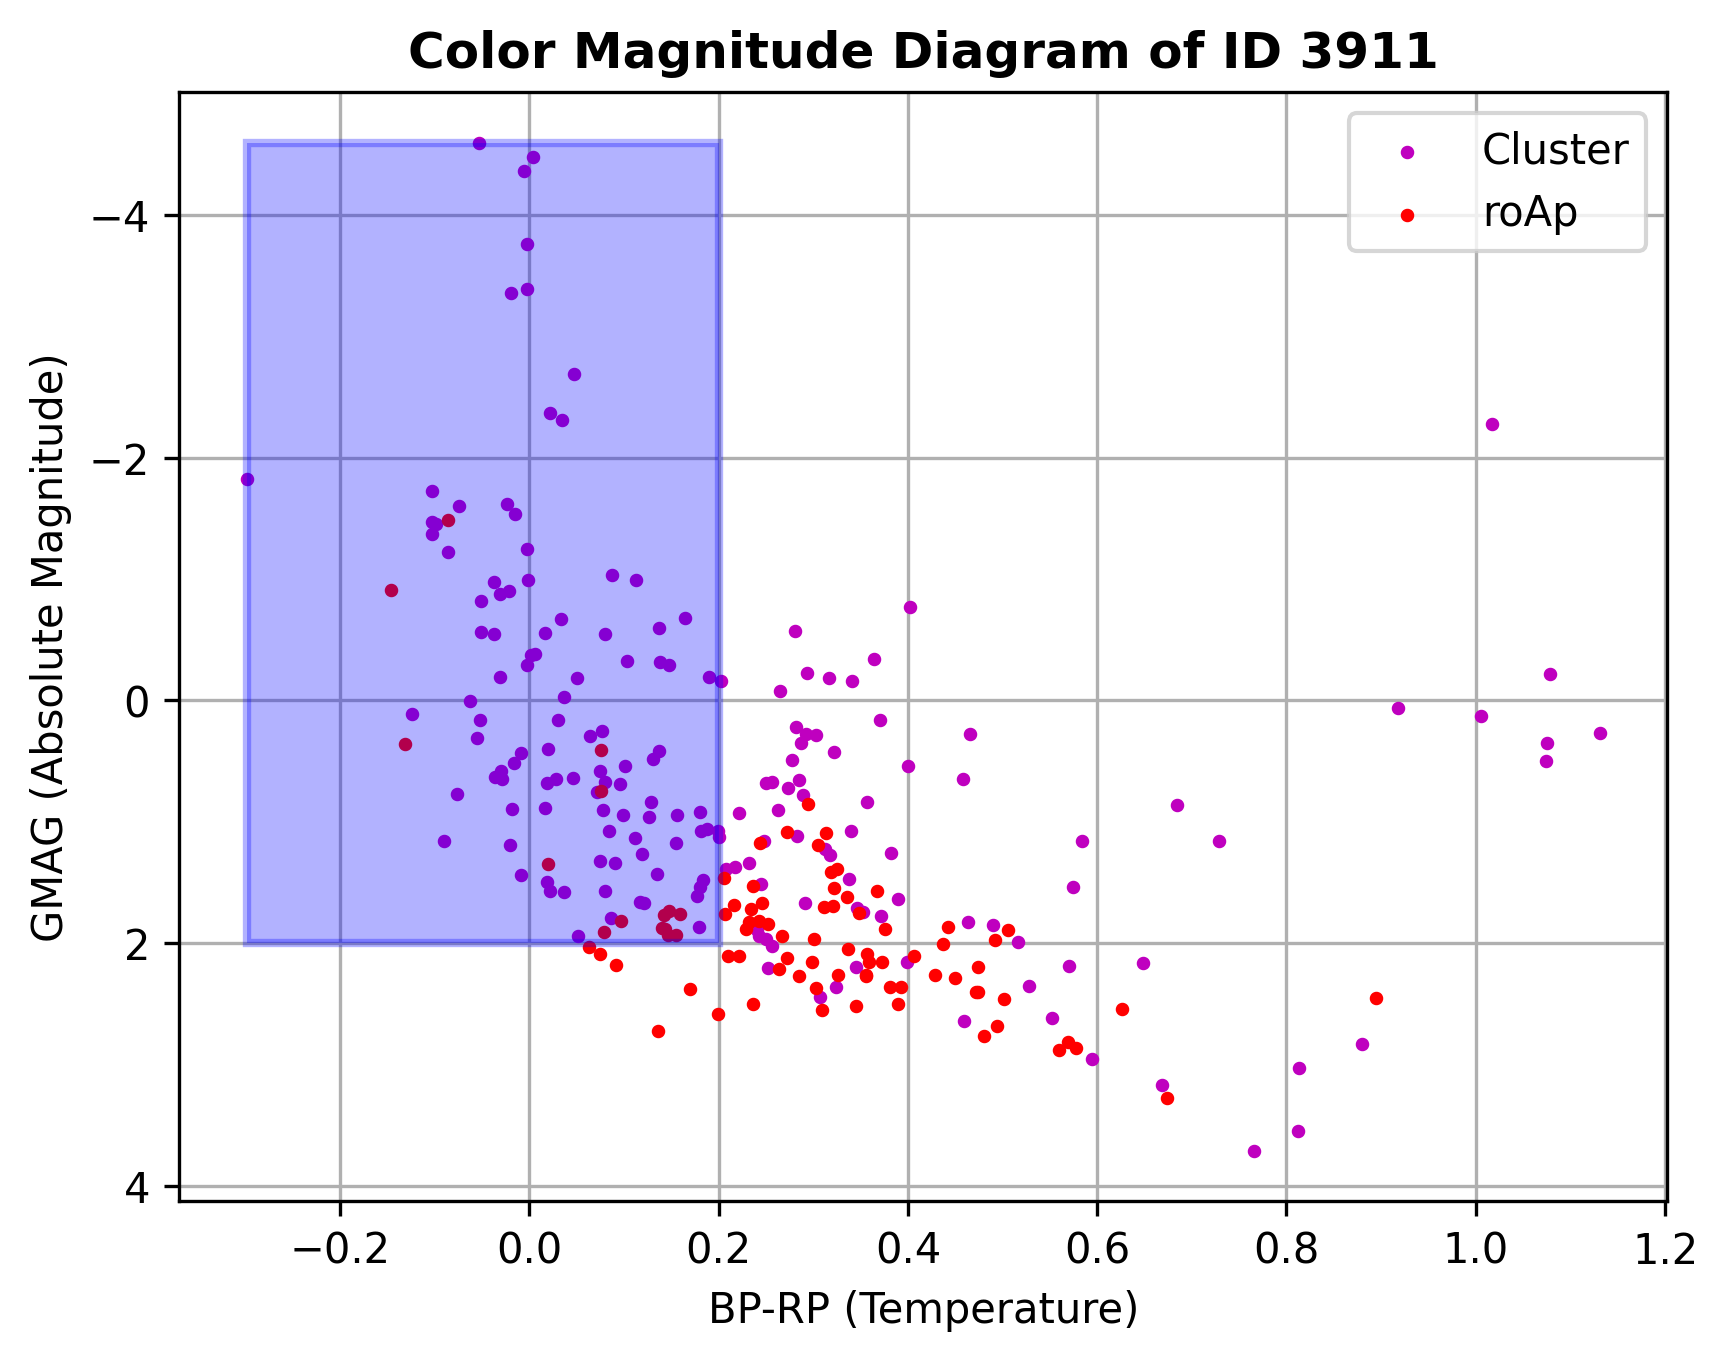 Color Magnitude Diagram of ID 3911
Cluster
roAp
GMAG (Absolute Magnitude)
−4
−2
0
2
4
−0.2 0.0 0.2 0.4 0.6 0.8 1.0 1.2
BP-RP (Temperature)